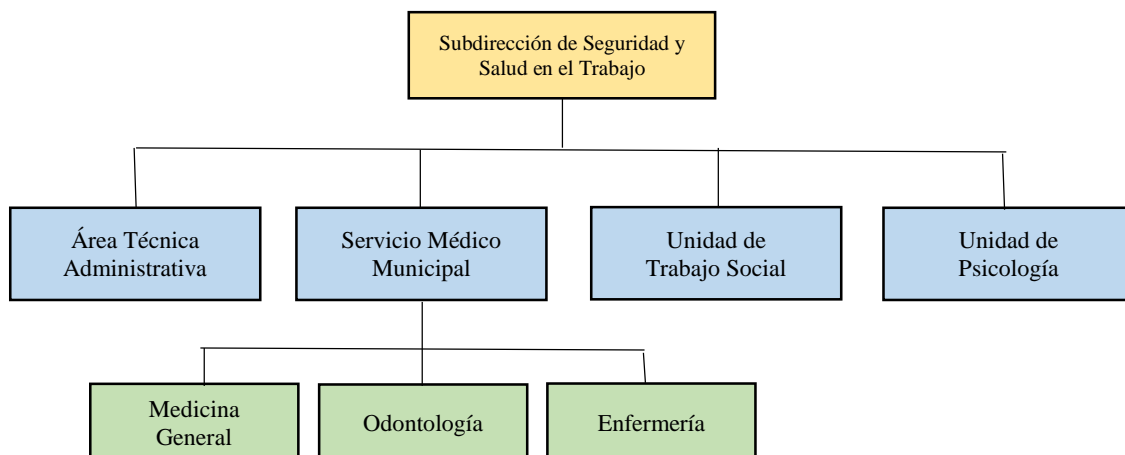 Subdirección de Seguridad y
Salud en el Trabajo
Área Técnica
Administrativa
Servicio Médico
Municipal
Unidad de
Trabajo Social
Unidad de
Psicología
Medicina
General
Odontología
Enfermería